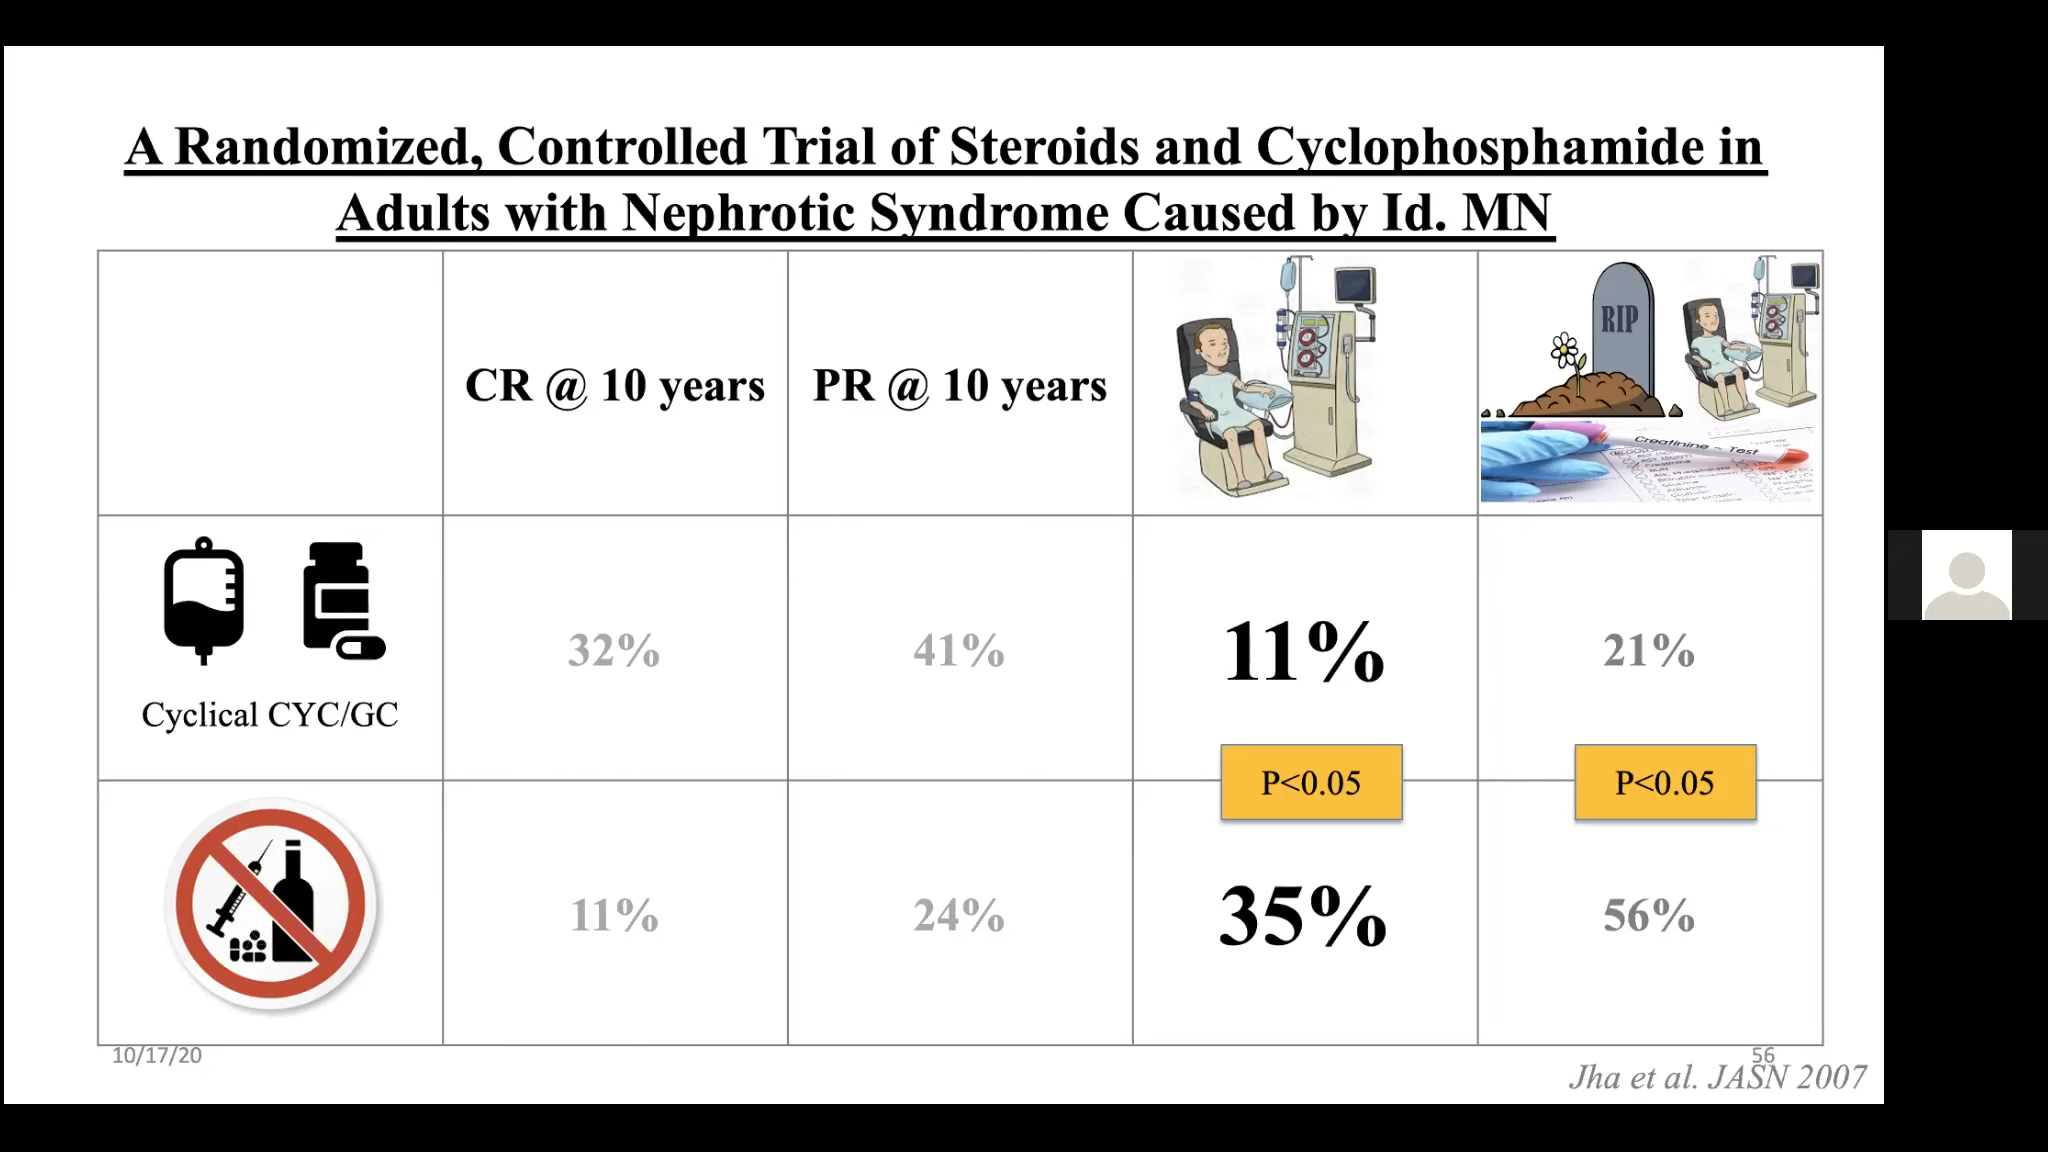 A Randomized, Controlled Trial of Steroids and Cyclophosphamide in
Adults with Nephrotic Syndrome Caused by Id. MN
CR @ 10 years
PR @ 10 years
RIP
Creatinine - Test
Cyclical CYC/GC
32%
41%
11%
21%
P<0.05
P<0.05
11%
24%
35%
56%
10/17/20
56
Jha et al. JASN 2007